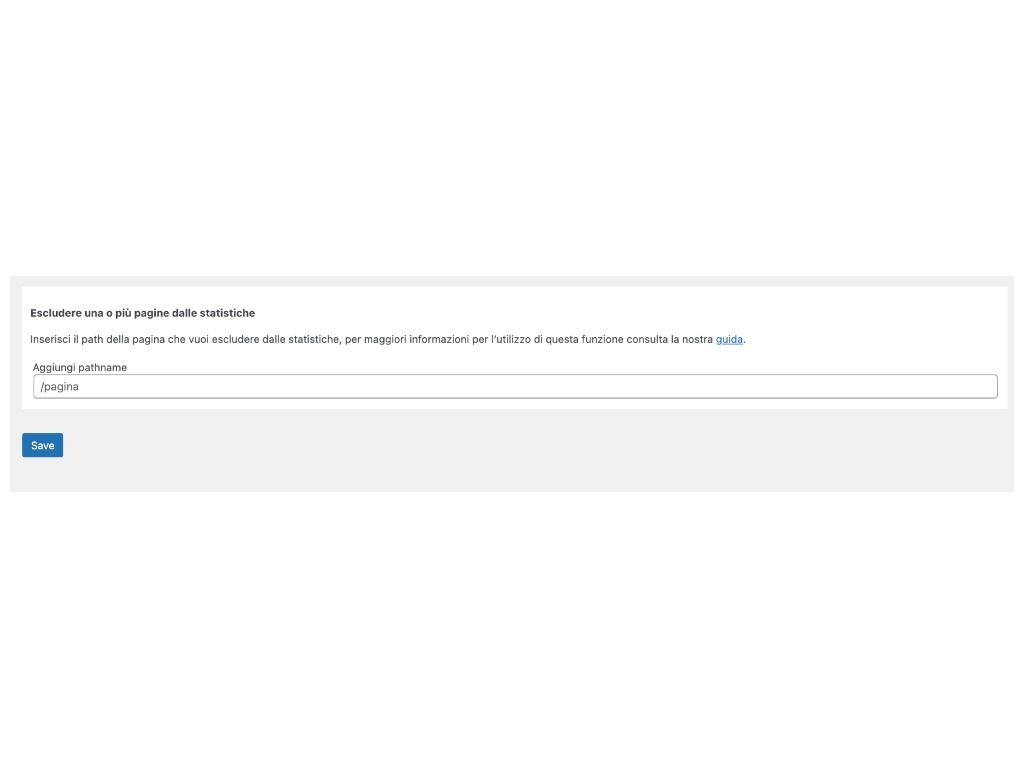 Escludere una o più pagine dalle statistiche
Inserisci il path della pagina che vuoi escludere dalle statistiche, per maggiori informazioni per l'utilizzo di questa funzione consulta la nostra guida.
Aggiungi pathname
/pagina
Save